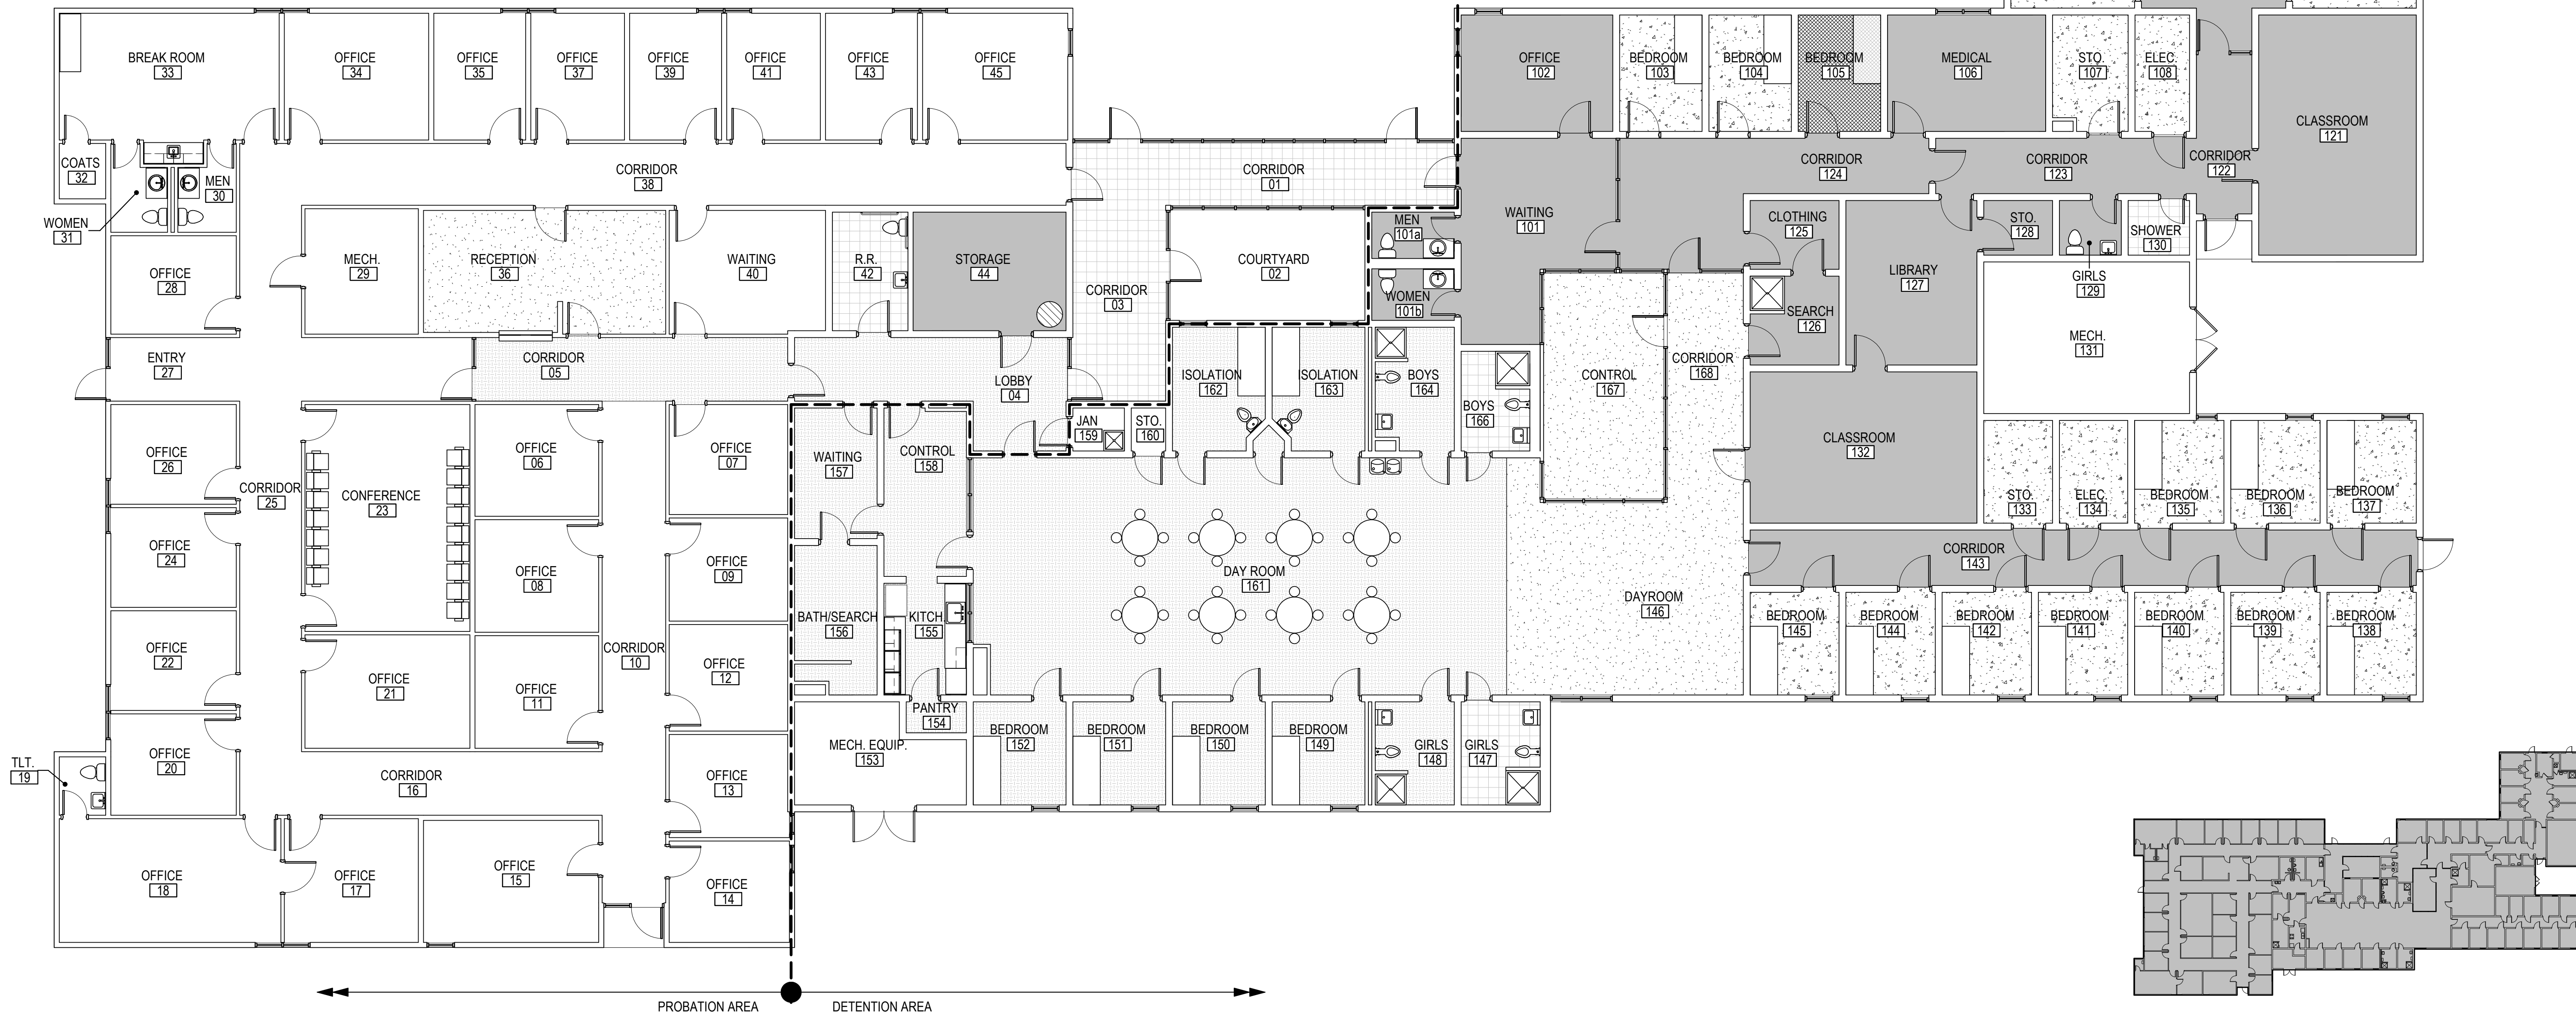 BREAK ROOM
33
OFFICE
34
OFFICE
35
OFFICE
37
OFFICE
39
OFFICE
41
OFFICE
43
OFFICE
45
OFFICE
102
BEDROOM
103
BEDROOM
104
BEDROOM
105
MEDICAL
106
STO.
107
ELEC.
108
CLASSROOM
121
COATS
32
MEN
30
WOMEN
31
CORRIDOR
38
CORRIDOR
01
CORRIDOR
124
CORRIDOR
123
CORRIDOR
122
OFFICE
28
MECH.
29
RECEPTION
36
WAITING
40
R.R.
42
STORAGE
44
CORRIDOR
03
COURTYARD
02
MEN
101a
WOMEN
101b
WAITING
101
CLOTHING
125
SEARCH
126
LIBRARY
127
STO.
128
GIRLS
129
SHOWER
130
MECH.
131
ENTRY
27
CORRIDOR
05
LOBBY
04
ISOLATION
162
ISOLATION
163
BOYS
164
BOYS
166
CONTROL
167
CORRIDOR
168
JAN
159
STO.
160
OFFICE
26
CORRIDOR
25
CONFERENCE
23
OFFICE
06
OFFICE
07
WAITING
157
CONTROL
158
CLASSROOM
132
STO.
133
ELEC.
134
BEDROOM
135
BEDROOM
136
BEDROOM
137
OFFICE
24
OFFICE
08
OFFICE
09
DAY ROOM
161
CORRIDOR
143
OFFICE
22
BATH/SEARCH
156
KITCH.
155
DAYROOM
146
BEDROOM
145
BEDROOM
144
BEDROOM
142
BEDROOM
141
BEDROOM
140
BEDROOM
139
BEDROOM
138
OFFICE
21
OFFICE
11
CORRIDOR
10
OFFICE
12
PANTRY
154
TLT.
19
OFFICE
20
CORRIDOR
16
OFFICE
13
MECH. EQUIP.
153
BEDROOM
152
BEDROOM
151
BEDROOM
150
BEDROOM
149
GIRLS
148
GIRLS
147
OFFICE
18
OFFICE
17
OFFICE
15
OFFICE
14
PROBATION AREA
DETENTION AREA